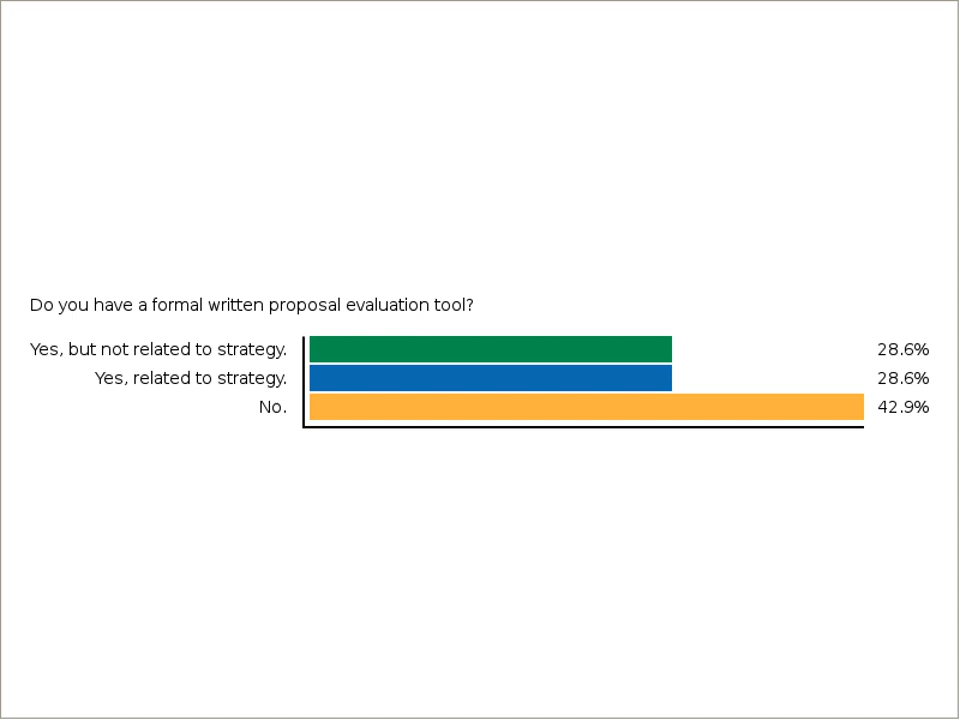 Do you have a formal written proposal evaluation tool?
Yes, but not related to strategy. 28.6%
Yes, related to strategy. 28.6%
No. 42.9%